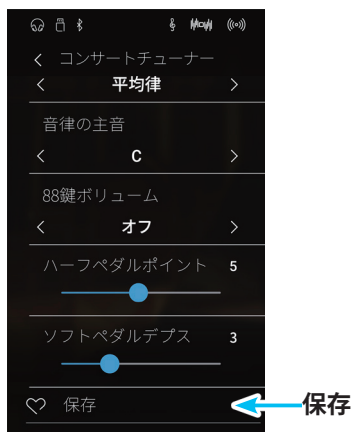 コンサートチューナー
平均律
音律の主音
C
88鍵ボリューム
オフ
ハーフペダルポイント 5
ソフトペダルデプス 3
保存 保存